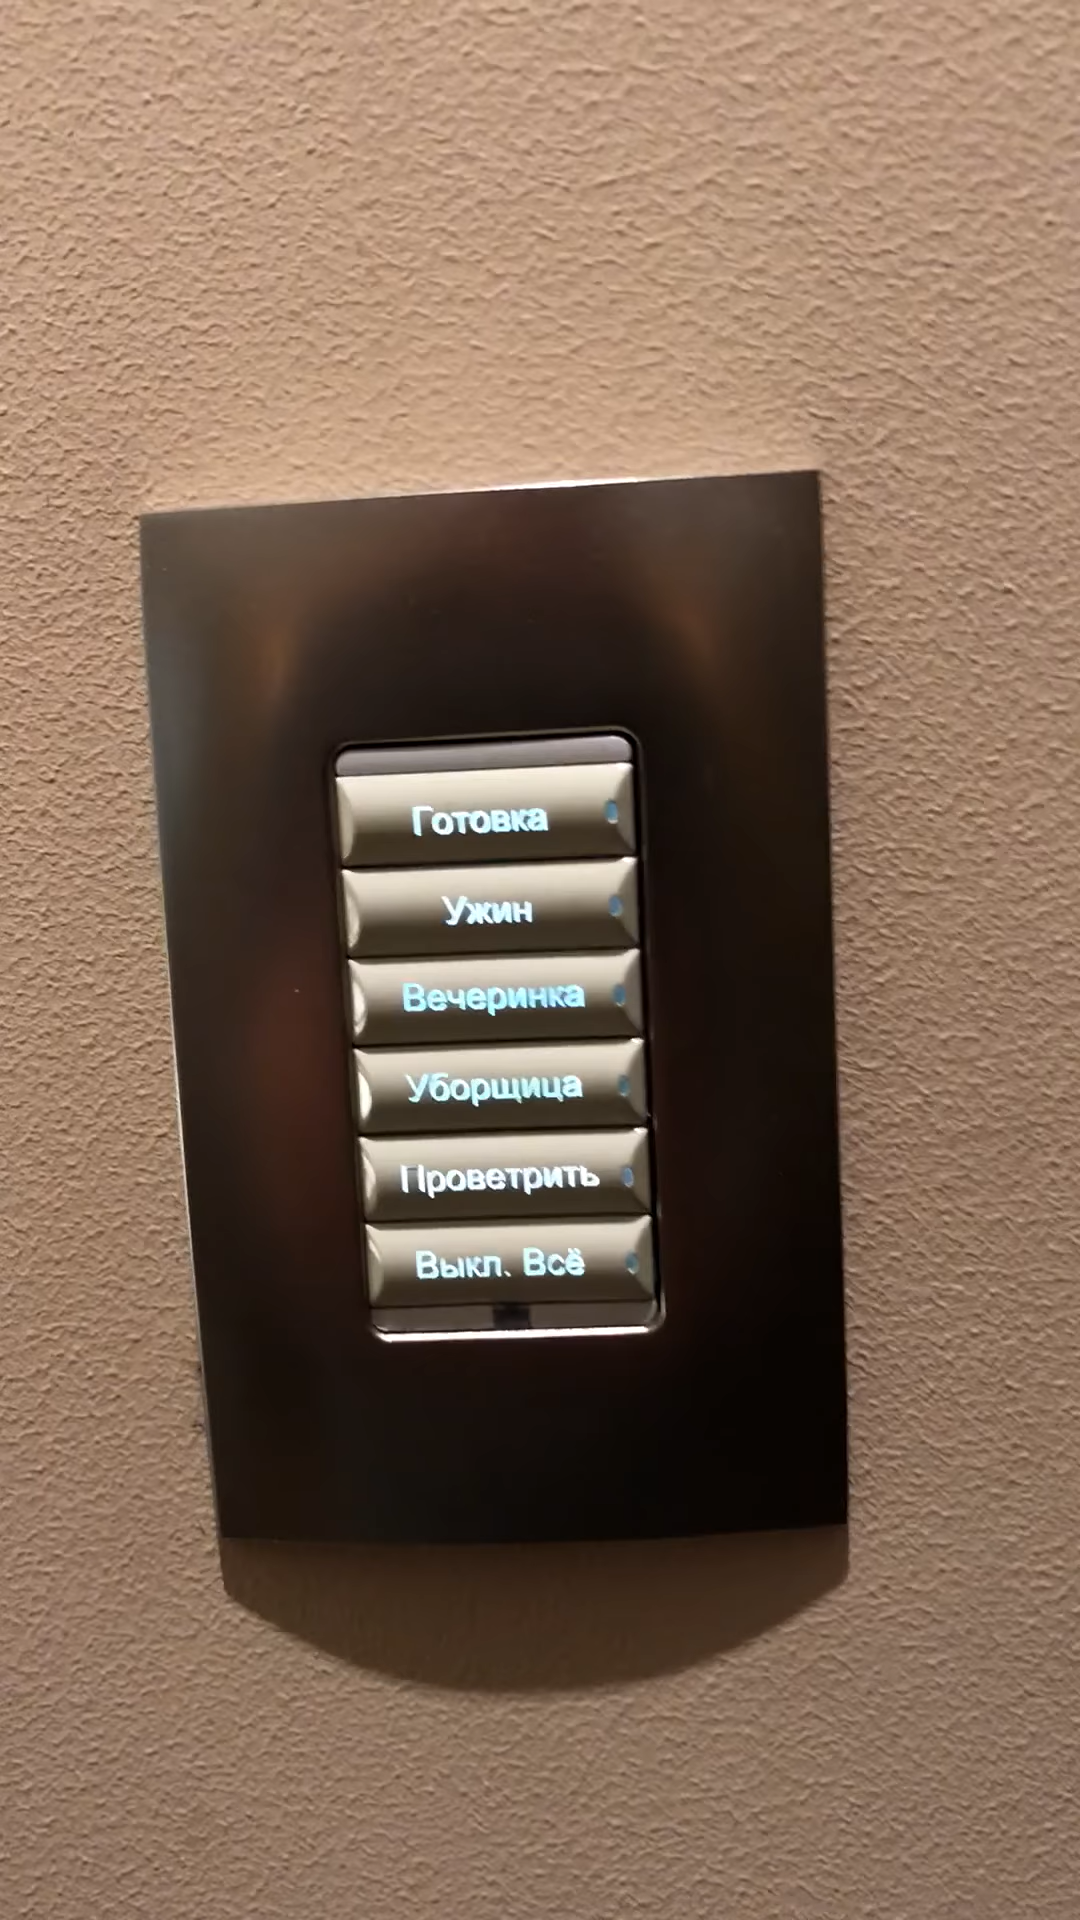 Готовка
Ужин
Вечеринка
Уборщица
Проветрить
Выкл. Всё